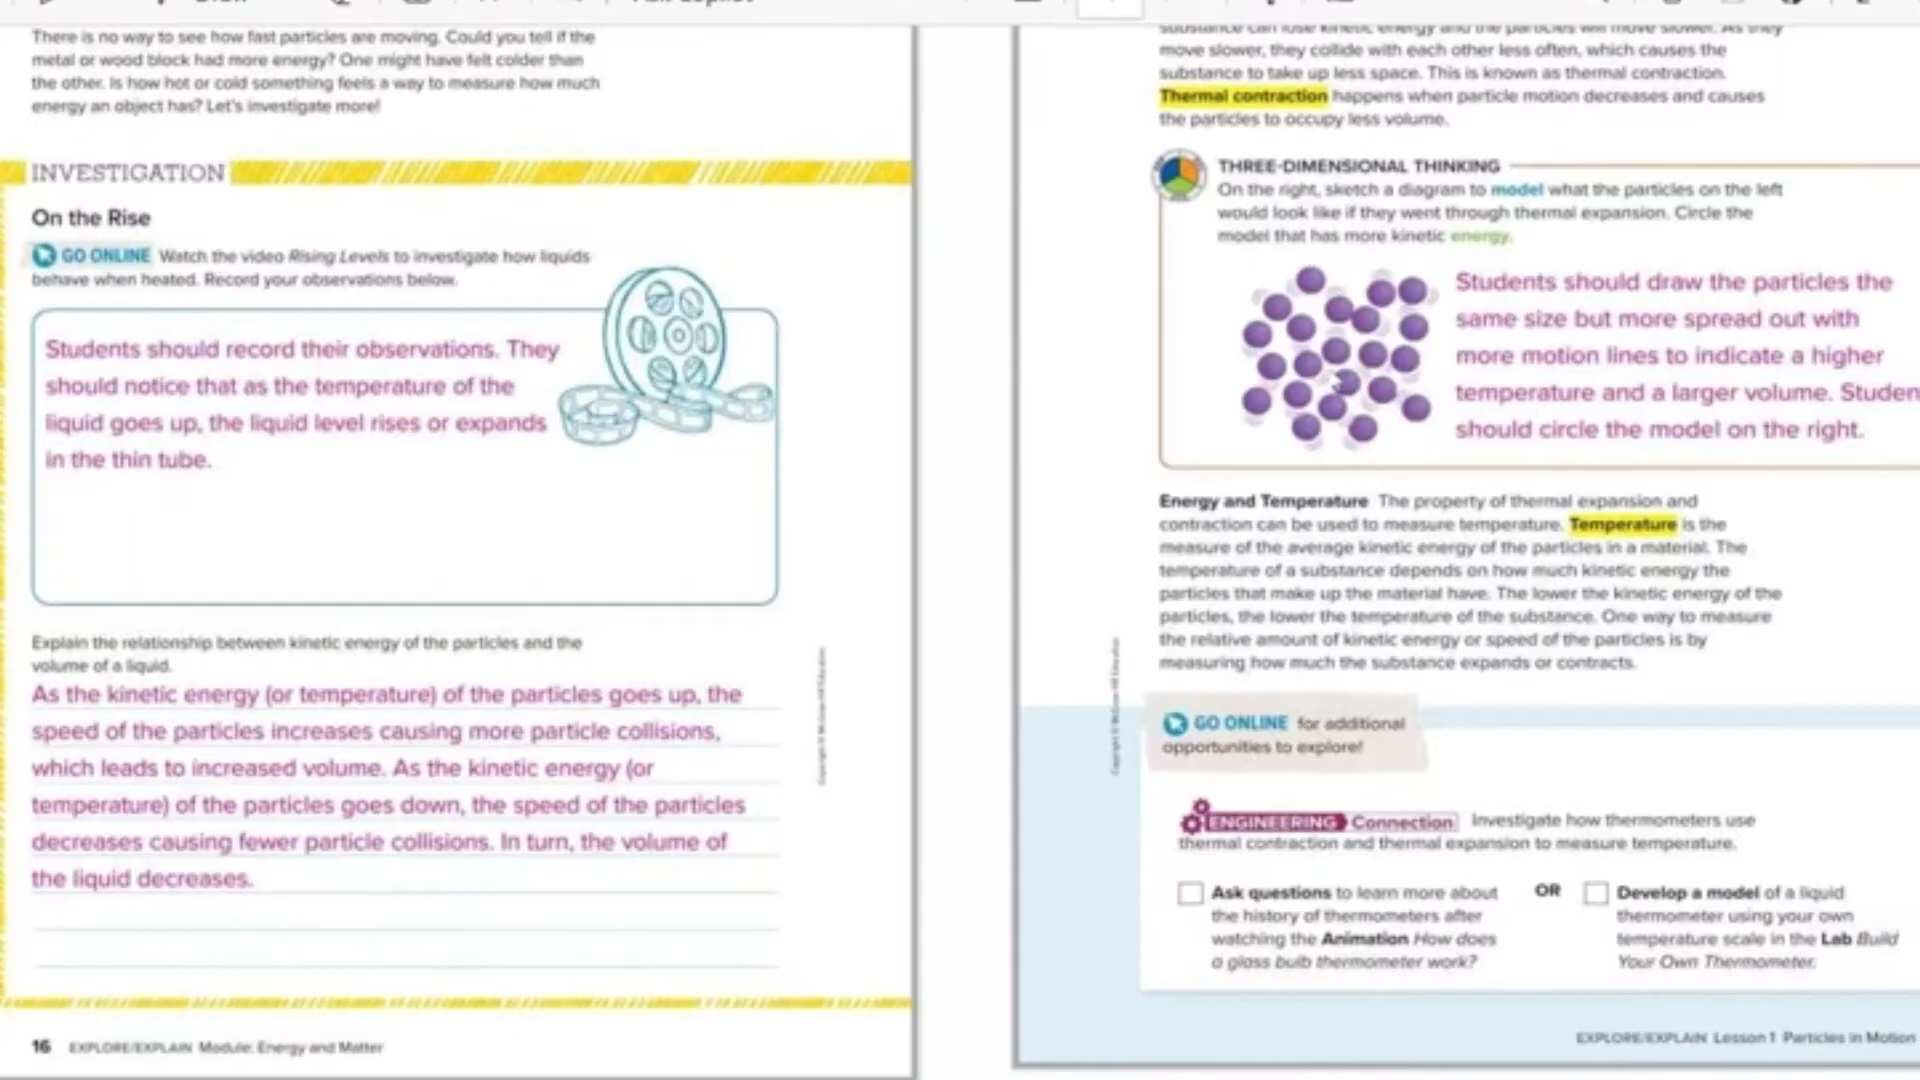 There is no way to see how fast particles are moving. Could you tell if the
metal or wood block had more energy? One might have felt colder than
the other. Is how hot or cold something feels a way to measure how much
energy an object has? Let's investigate more!
INVESTIGATION
On the Rise
GO ONLINE Watch the video Rising Levels to investigate how liquids
behave when heated. Record your observations below.
Students should record their observations. They
should notice that as the temperature of the
liquid goes up, the liquid level rises or expands
in the thin tube.
Explain the relationship between kinetic energy of the particles and the
volume of a liquid.
As the kinetic energy (or temperature) of the particles goes up, the
speed of the particles increases causing more particle collisions,
which leads to increased volume. As the kinetic energy (or
temperature) of the particles goes down, the speed of the particles
decreases causing fewer particle collisions. In turn, the volume of
the liquid decreases.
16 EXPLORE/EXPLAIN Module: Energy and Matter
substance can lose kinetic energy and the particles will move slower. As they
move slower, they collide with each other less often, which causes the
substance to take up less space. This is known as thermal contraction.
Thermal contraction happens when particle motion decreases and causes
the particles to occupy less volume.
THREE-DIMENSIONAL THINKING
On the right, sketch a diagram to model what the particles on the left
would look like if they went through thermal expansion. Circle the
model that has more kinetic energy.
Students should draw the particles the
same size but more spread out with
more motion lines to indicate a higher
temperature and a larger volume. Studen
should circle the model on the right.
Energy and Temperature The property of thermal expansion and
contraction can be used to measure temperature. Temperature is the
measure of the average kinetic energy of the particles in a material. The
temperature of a substance depends on how much kinetic energy the
particles that make up the material have. The lower the kinetic energy of the
particles, the lower the temperature of the substance. One way to measure
the relative amount of kinetic energy or speed of the particles is by
measuring how much the substance expands or contracts.
Copyright © McGraw-Hill Education
GO ONLINE for additional
opportunities to explore!
ENGINEERING Connection Investigate how thermometers use
thermal contraction and thermal expansion to measure temperature.
Ask questions to learn more about
the history of thermometers after
watching the Animation How does
a glass bulb thermometer work?
OR
Develop a model of a liquid
thermometer using your own
temperature scale in the Lab Build
Your Own Thermometer.
EXPLORE/EXPLAIN Lesson 1 Particles in Motion